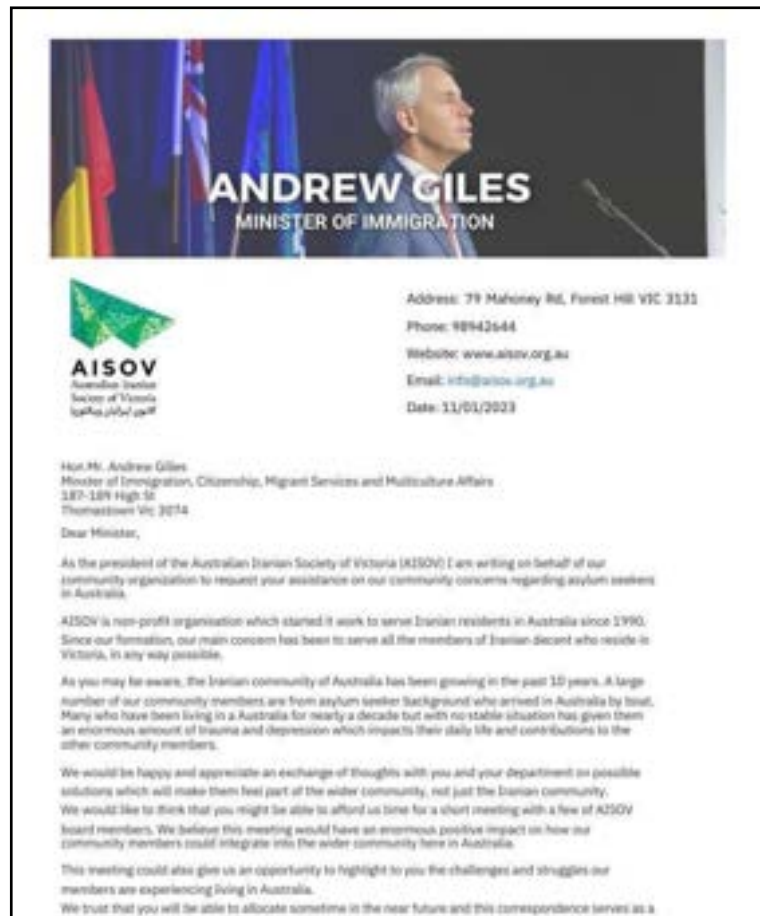 ANDREW GILES
MINISTER OF IMMIGRATION
AISOV
Australian Iranian
Society of Victoria
کانون ایرانیان ویکتوریا
Address: 79 Mahoney Rd, Forest Hill VIC 3131
Phone: 98942644
Website: www.aisov.org.au
Email: info@aisov.org.au
Date: 11/01/2023
Hon Mr. Andrew Gilles
Minister of Immigration, Citizenship, Migrant Services and Multiculture Affairs
187-189 High St
Thomastown Vic 3074
Dear Minister,
As the president of the Australian Iranian Society of Victoria (AISOV) I am writing on behalf of our
community organization to request your assistance on our community concerns regarding asylum seekers
in Australia.
AISOV is non-profit organisation which started it work to serve Iranian residents in Australia since 1990.
Since our formation, our main concern has been to serve all the members of Iranian decent who reside in
Victoria, in any way possible.
As you may be aware, the Iranian community of Australia has been growing in the past 10 years. A large
number of our community members are from asylum seeker background who arrived in Australia by boat.
Many who have been living in a Australia for nearly a decade but with no stable situation has given them
an enormous amount of trauma and depression which impacts their daily life and contributions to the
other community members.
We would be happy and appreciate an exchange of thoughts with you and your department on possible
solutions which will make them feel part of the wider community, not just the Iranian community.
We would like to think that you might be able to afford us time for a short meeting with a few of AISOV
board members. We believe this meeting would have an enormous positive impact on how our
community members could integrate into the wider community here in Australia.
This meeting could also give us an opportunity to highlight to you the challenges and struggles our
members are experiencing living in Australia.
We trust that you will be able to allocate sometime in the near future and this correspondence serves as a